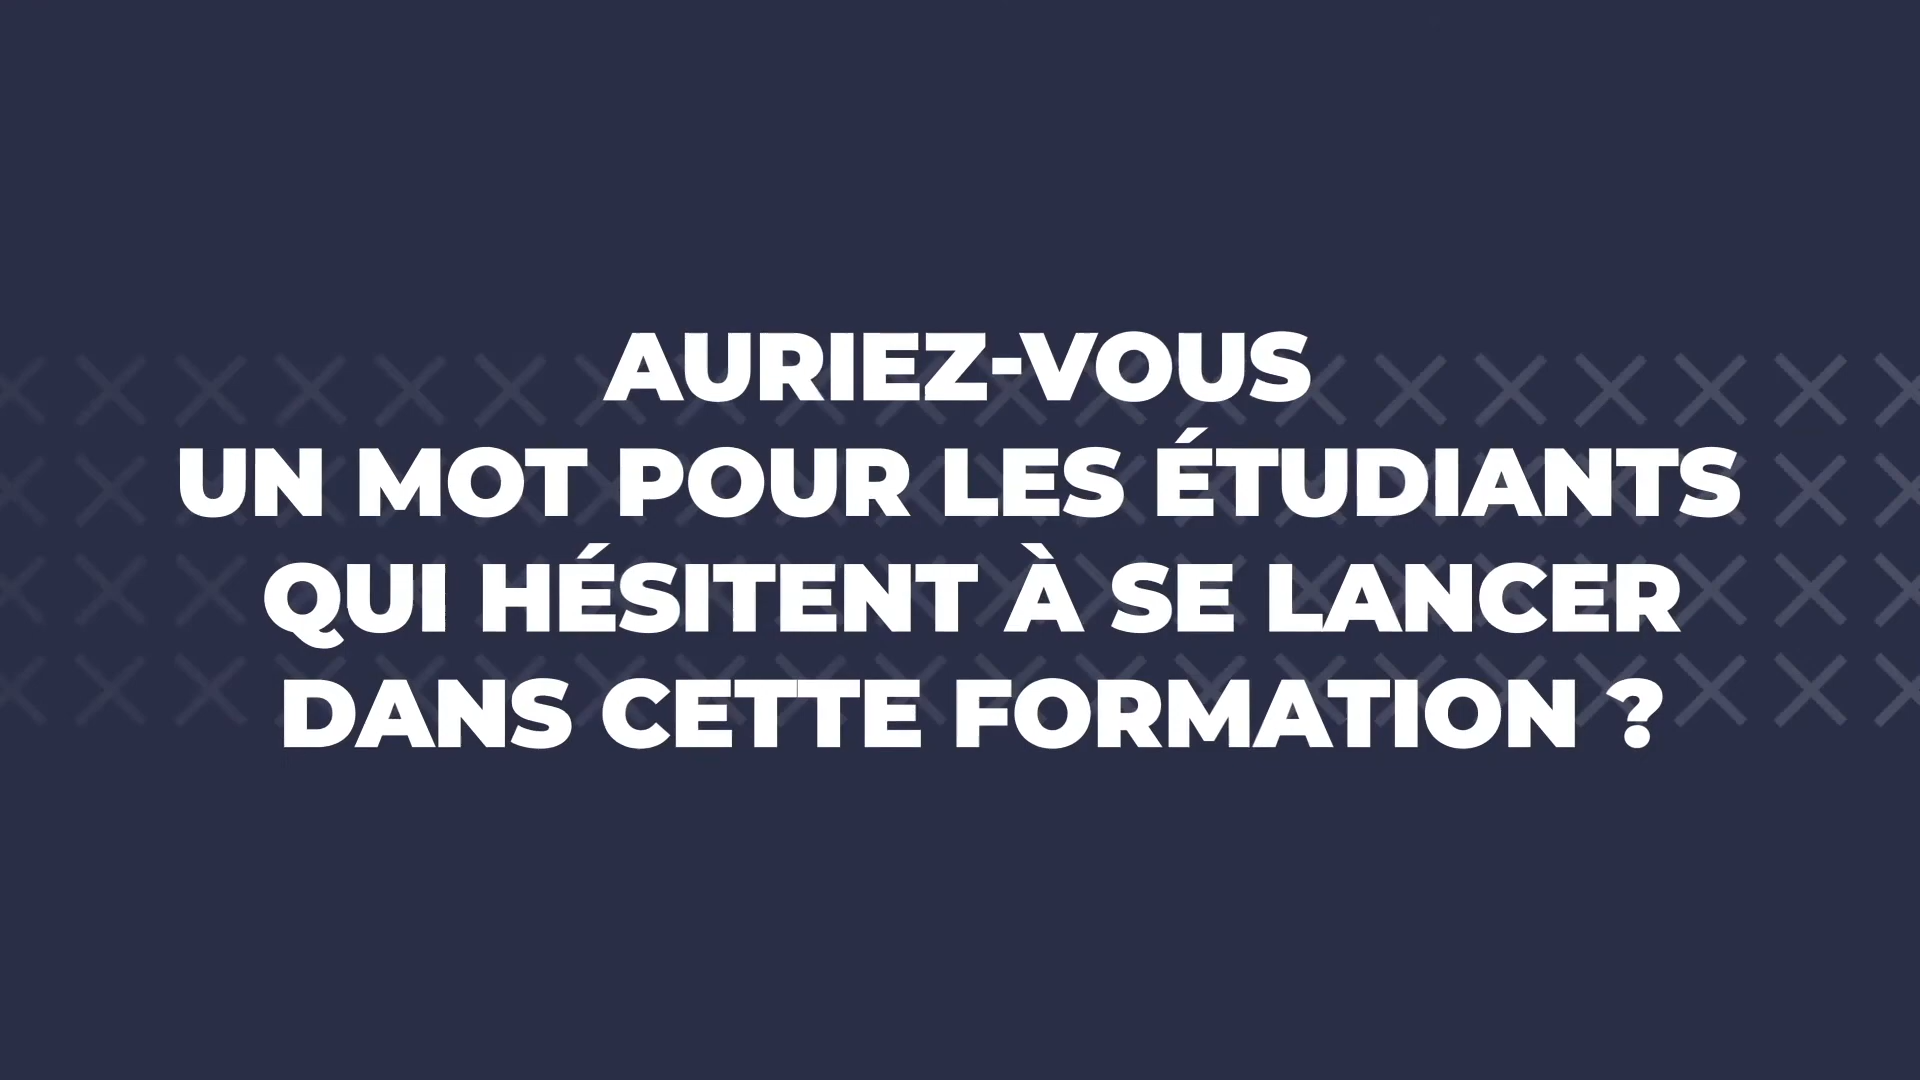 AURIEZ-VOUS
UN MOT POUR LES ÉTUDIANTS
QUI HÉSITENT À SE LANCER
DANS CETTE FORMATION ?